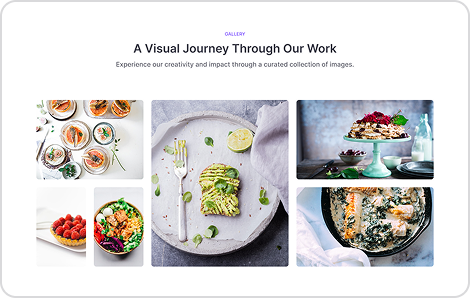 GALLERY
A Visual Journey Through Our Work
Experience our creativity and impact through a curated collection of images.